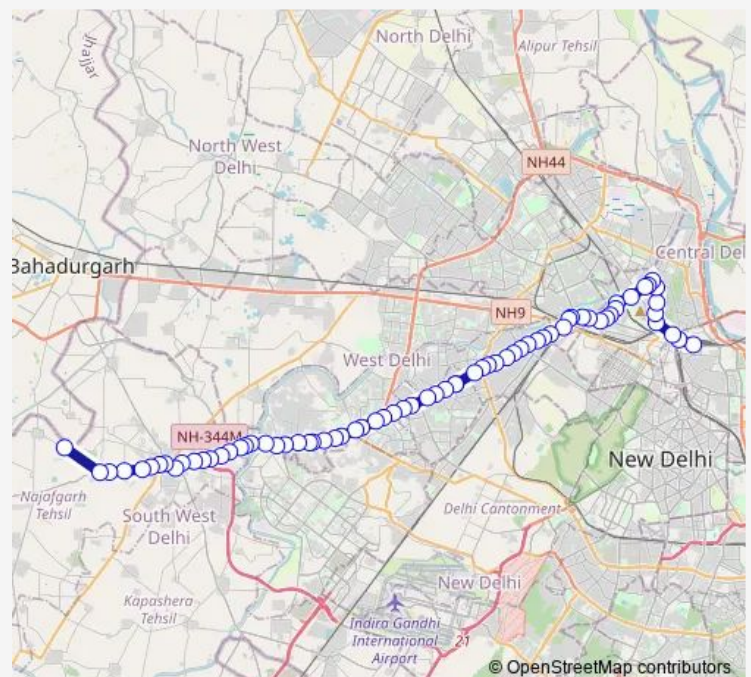 North Delhi
Alipur Tehsil
Jhajjar
North West
Delhi
NH44
Central Del
Bahadurgarh
NH9
West Delhi
NH-344M
New Delhi
Najafgarh
Tehsil
South West
Delhi
Delhi Cantonment
New Delhi
Kapashera
Tehsil
Indira Gandhi
International
Airport
21
© OpenStreetMap contributors